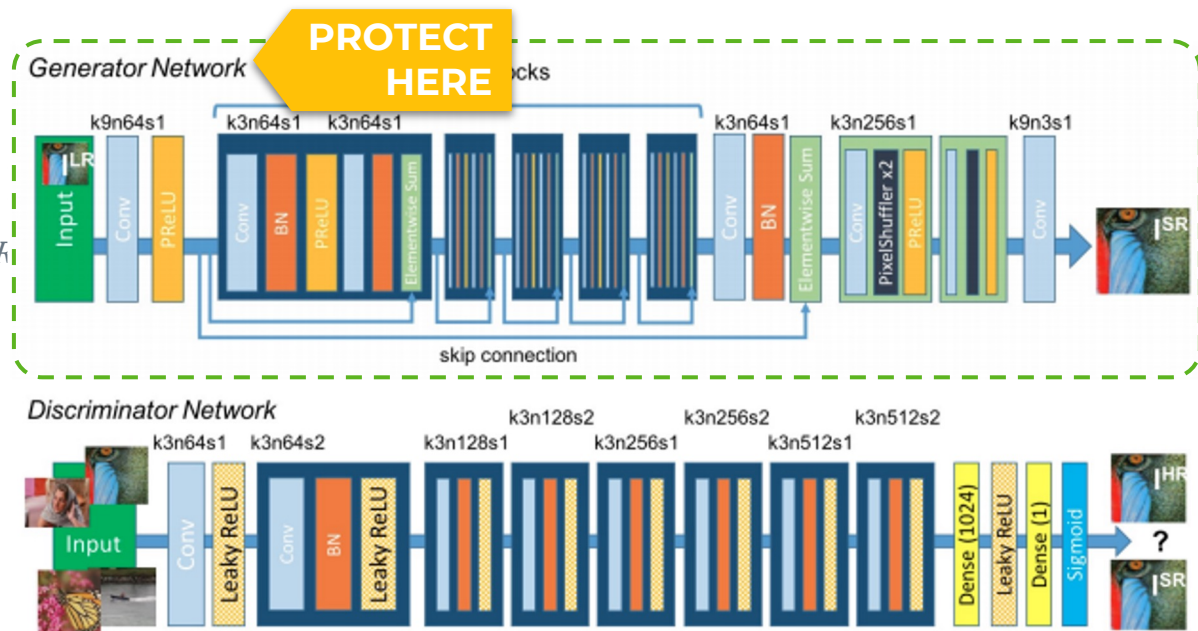 PROTECT
HERE
Generator Network
ocks
k9n64s1
k3n64s1
k3n64s1
k3n64s1
k3n256s1
k9n3s1
I^LR
Input
Conv
PReLU
Conv
BN
PReLU
Elementwise Sum
Conv
BN
Elementwise Sum
Conv
PixelShuffler x2
PReLU
Conv
I^SR
skip connection
Discriminator Network
k3n64s1
k3n64s2
k3n128s1
k3n128s2
k3n256s1
k3n256s2
k3n512s1
k3n512s2
Input
Conv
Leaky ReLU
Conv
BN
Leaky ReLU
Dense (1024)
Leaky ReLU
Dense (1)
Sigmoid
I^HR
?
I^SR